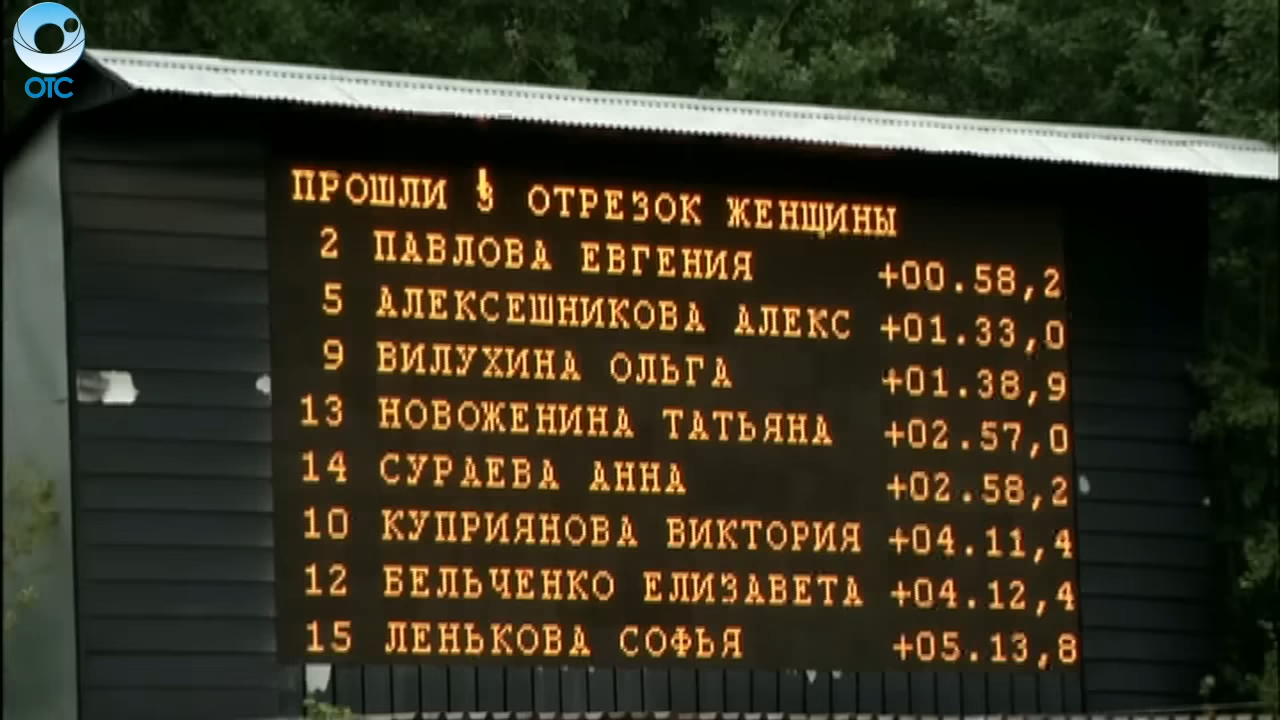 ОТС
ПРОШЛИ ОТРЕЗОК ЖЕНЩИНЫ
2 ПАВЛОВА ЕВГЕНИЯ +00.58,2
5 АЛЕКСЕШНИКОВА АЛЕКС +01.33,0
9 ВИЛУХИНА ОЛЬГА +01.38,9
13 НОВОЖЕНИНА ТАТЬЯНА +02.57,0
14 СУРАЕВА АННА +02.58,2
10 КУПРИЯНОВА ВИКТОРИЯ +04.11,4
12 БЕЛЬЧЕНКО ЕЛИЗАВЕТА +04.12,4
15 ЛЕНЬКОВА СОФЬЯ +05.13,8